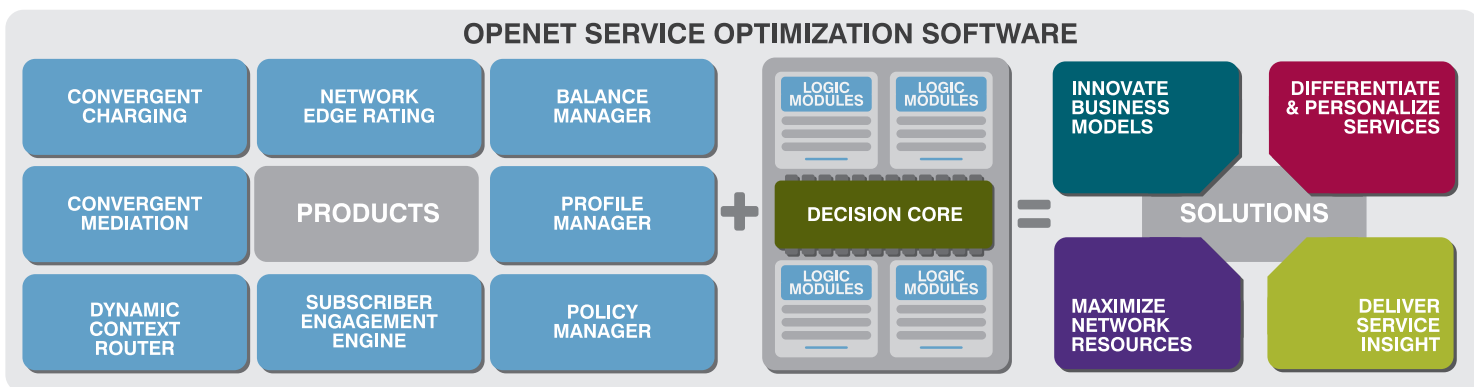 OPENET SERVICE OPTIMIZATION SOFTWARE
CONVERGENT
CHARGING
NETWORK
EDGE RATING
BALANCE
MANAGER
CONVERGENT
MEDIATION
PRODUCTS
PROFILE
MANAGER
DYNAMIC
CONTEXT
ROUTER
SUBSCRIBER
ENGAGEMENT
ENGINE
POLICY
MANAGER
+
LOGIC
MODULES
LOGIC
MODULES
DECISION CORE
LOGIC
MODULES
LOGIC
MODULES
=
INNOVATE
BUSINESS
MODELS
DIFFERENTIATE
& PERSONALIZE
SERVICES
SOLUTIONS
MAXIMIZE
NETWORK
RESOURCES
DELIVER
SERVICE
INSIGHT